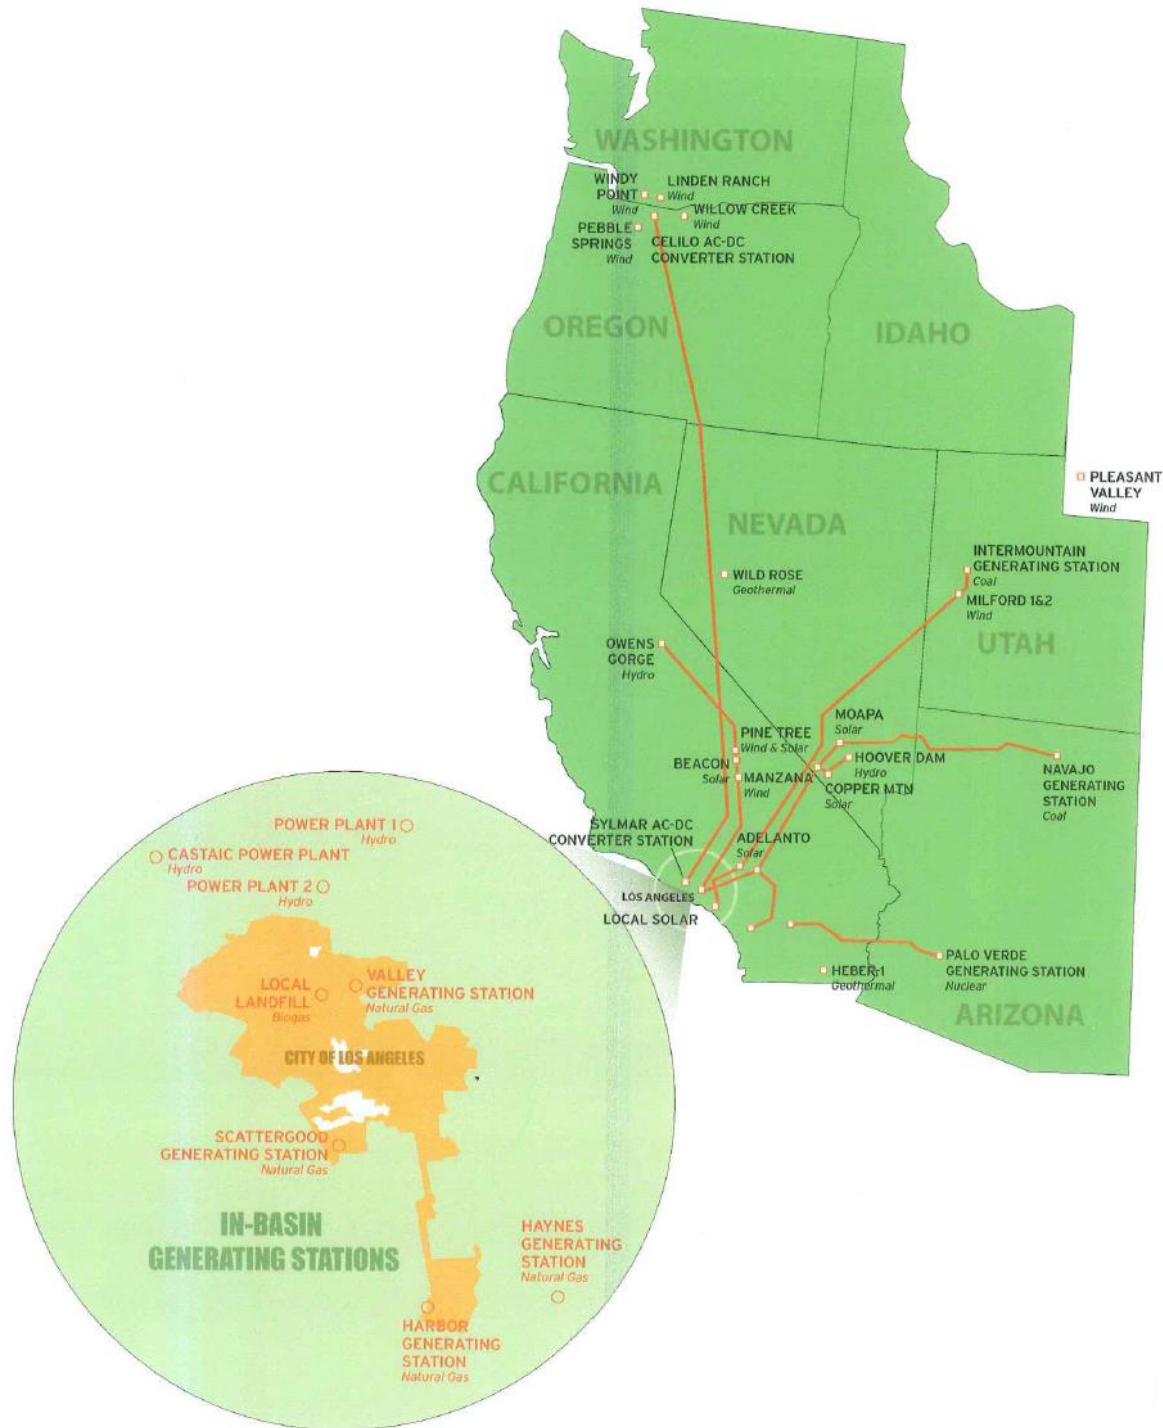 WASHINGTON
WINDY
POINT
Wind
LINDEN RANCH
Wind
WILLOW CREEK
Wind
PEBBLE
SPRINGS
Wind
CELILO AC-DC
CONVERTER STATION
OREGON
IDAHO
CALIFORNIA
NEVADA
PLEASANT
VALLEY
Wind
WILD ROSE
Geothermal
INTERMOUNTAIN
GENERATING STATION
Coal
MILFORD 1&2
Wind
UTAH
OWENS
GORGE
Hydro
MOAPA
Solar
PINE TREE
Wind & Solar
BEACON
Solar
MANZANA
Wind
HOOVER DAM
Hydro
COPPER MTN
Solar
NAVAJO
GENERATING
STATION
Coal
SYLMAR AC-DC
CONVERTER STATION
ADELANTO
Solar
LOS ANGELES
LOCAL SOLAR
HEBER-1
Geothermal
PALO VERDE
GENERATING STATION
Nuclear
ARIZONA
POWER PLANT 1
Hydro
CASTAIC POWER PLANT
Hydro
POWER PLANT 2
Hydro
LOCAL
LANDFILL
Biogas
VALLEY
GENERATING STATION
Natural Gas
CITY OF LOS ANGELES
SCATTERGOOD
GENERATING STATION
Natural Gas
IN-BASIN
GENERATING STATIONS
HAYNES
GENERATING
STATION
Natural Gas
HARBOR
GENERATING
STATION
Natural Gas